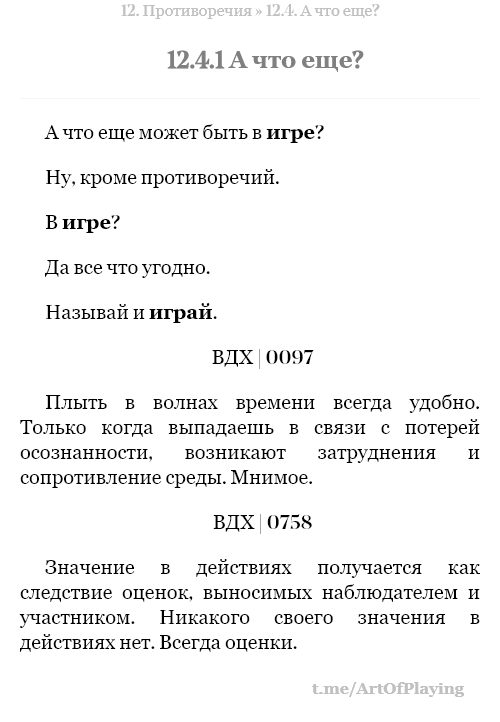 12. Противоречия » 12.4. А что еще?
12.4.1 А что еще?
А что еще может быть в игре?
Ну, кроме противоречий.
В игре?
Да все что угодно.
Называй и играй.
ВДХ | 0097
Плыть в волнах времени всегда удобно.
Только когда выпадаешь в связи с потерей
осознанности, возникают затруднения и
сопротивление среды. Мнимое.
ВДХ | 0758
Значение в действиях получается как
следствие оценок, выносимых наблюдателем и
участником. Никакого своего значения в
действиях нет. Всегда оценки.
t.me/ArtOfPlaying